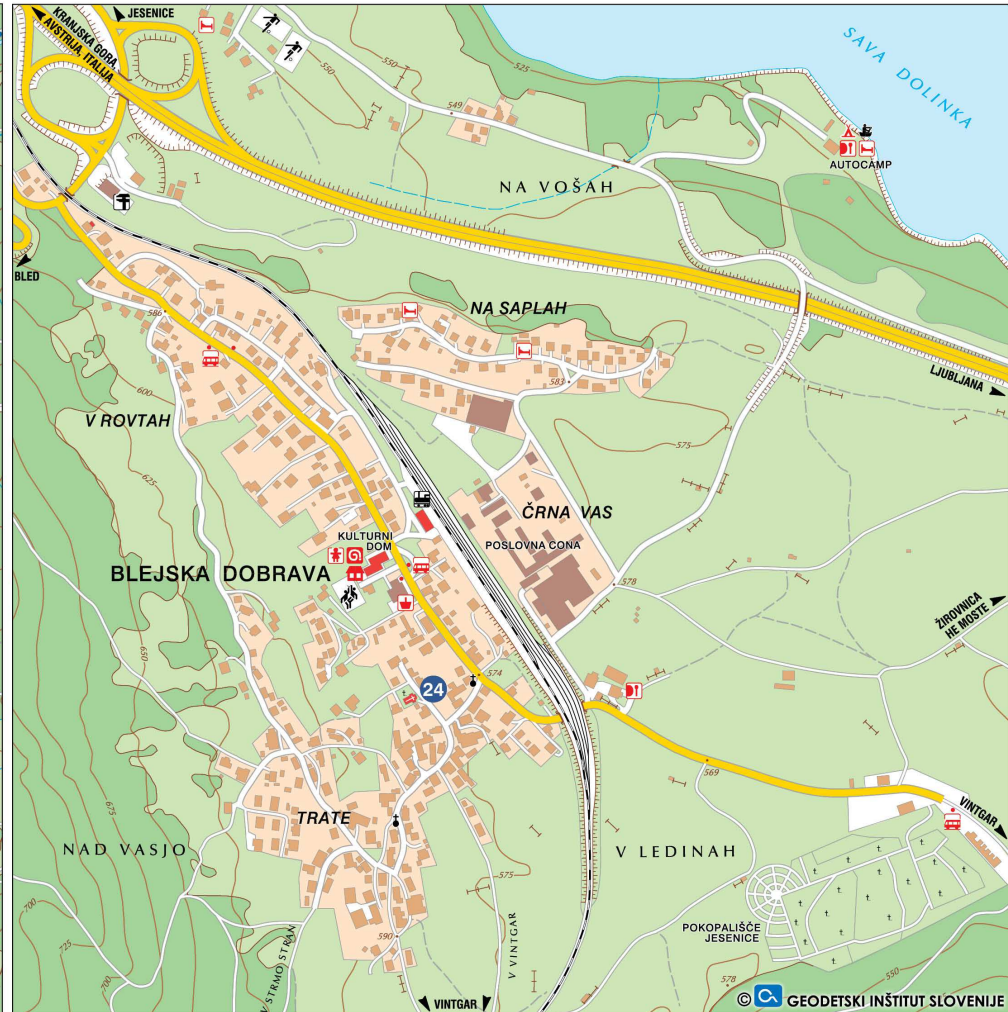 JESENICE
KRANJSKA GORA,
AVSTRIJA, ITALIJA
550
550
525
SAVA DOLINKA
549
AUTOCAMP
NA VOŠAH
BLED
586
NA SAPLAH
LJUBLJANA
583
600
V ROVTAH
575
625
ČRNA VAS
KULTURNI
DOM
POSLOVNA CONA
BLEJSKA DOBRAVA
578
ŽIROVNICA
HE MOSTE
650
574
24
569
675
TRATE
VINTGAR
NAD VASJO
V LEDINAH
575
700
725
700
590
V STRMO STRAN
V VINTGAR
POKOPALIŠČE
JESENICE
578
550
VINTGAR
© GEODETSKI INŠTITUT SLOVENIJE